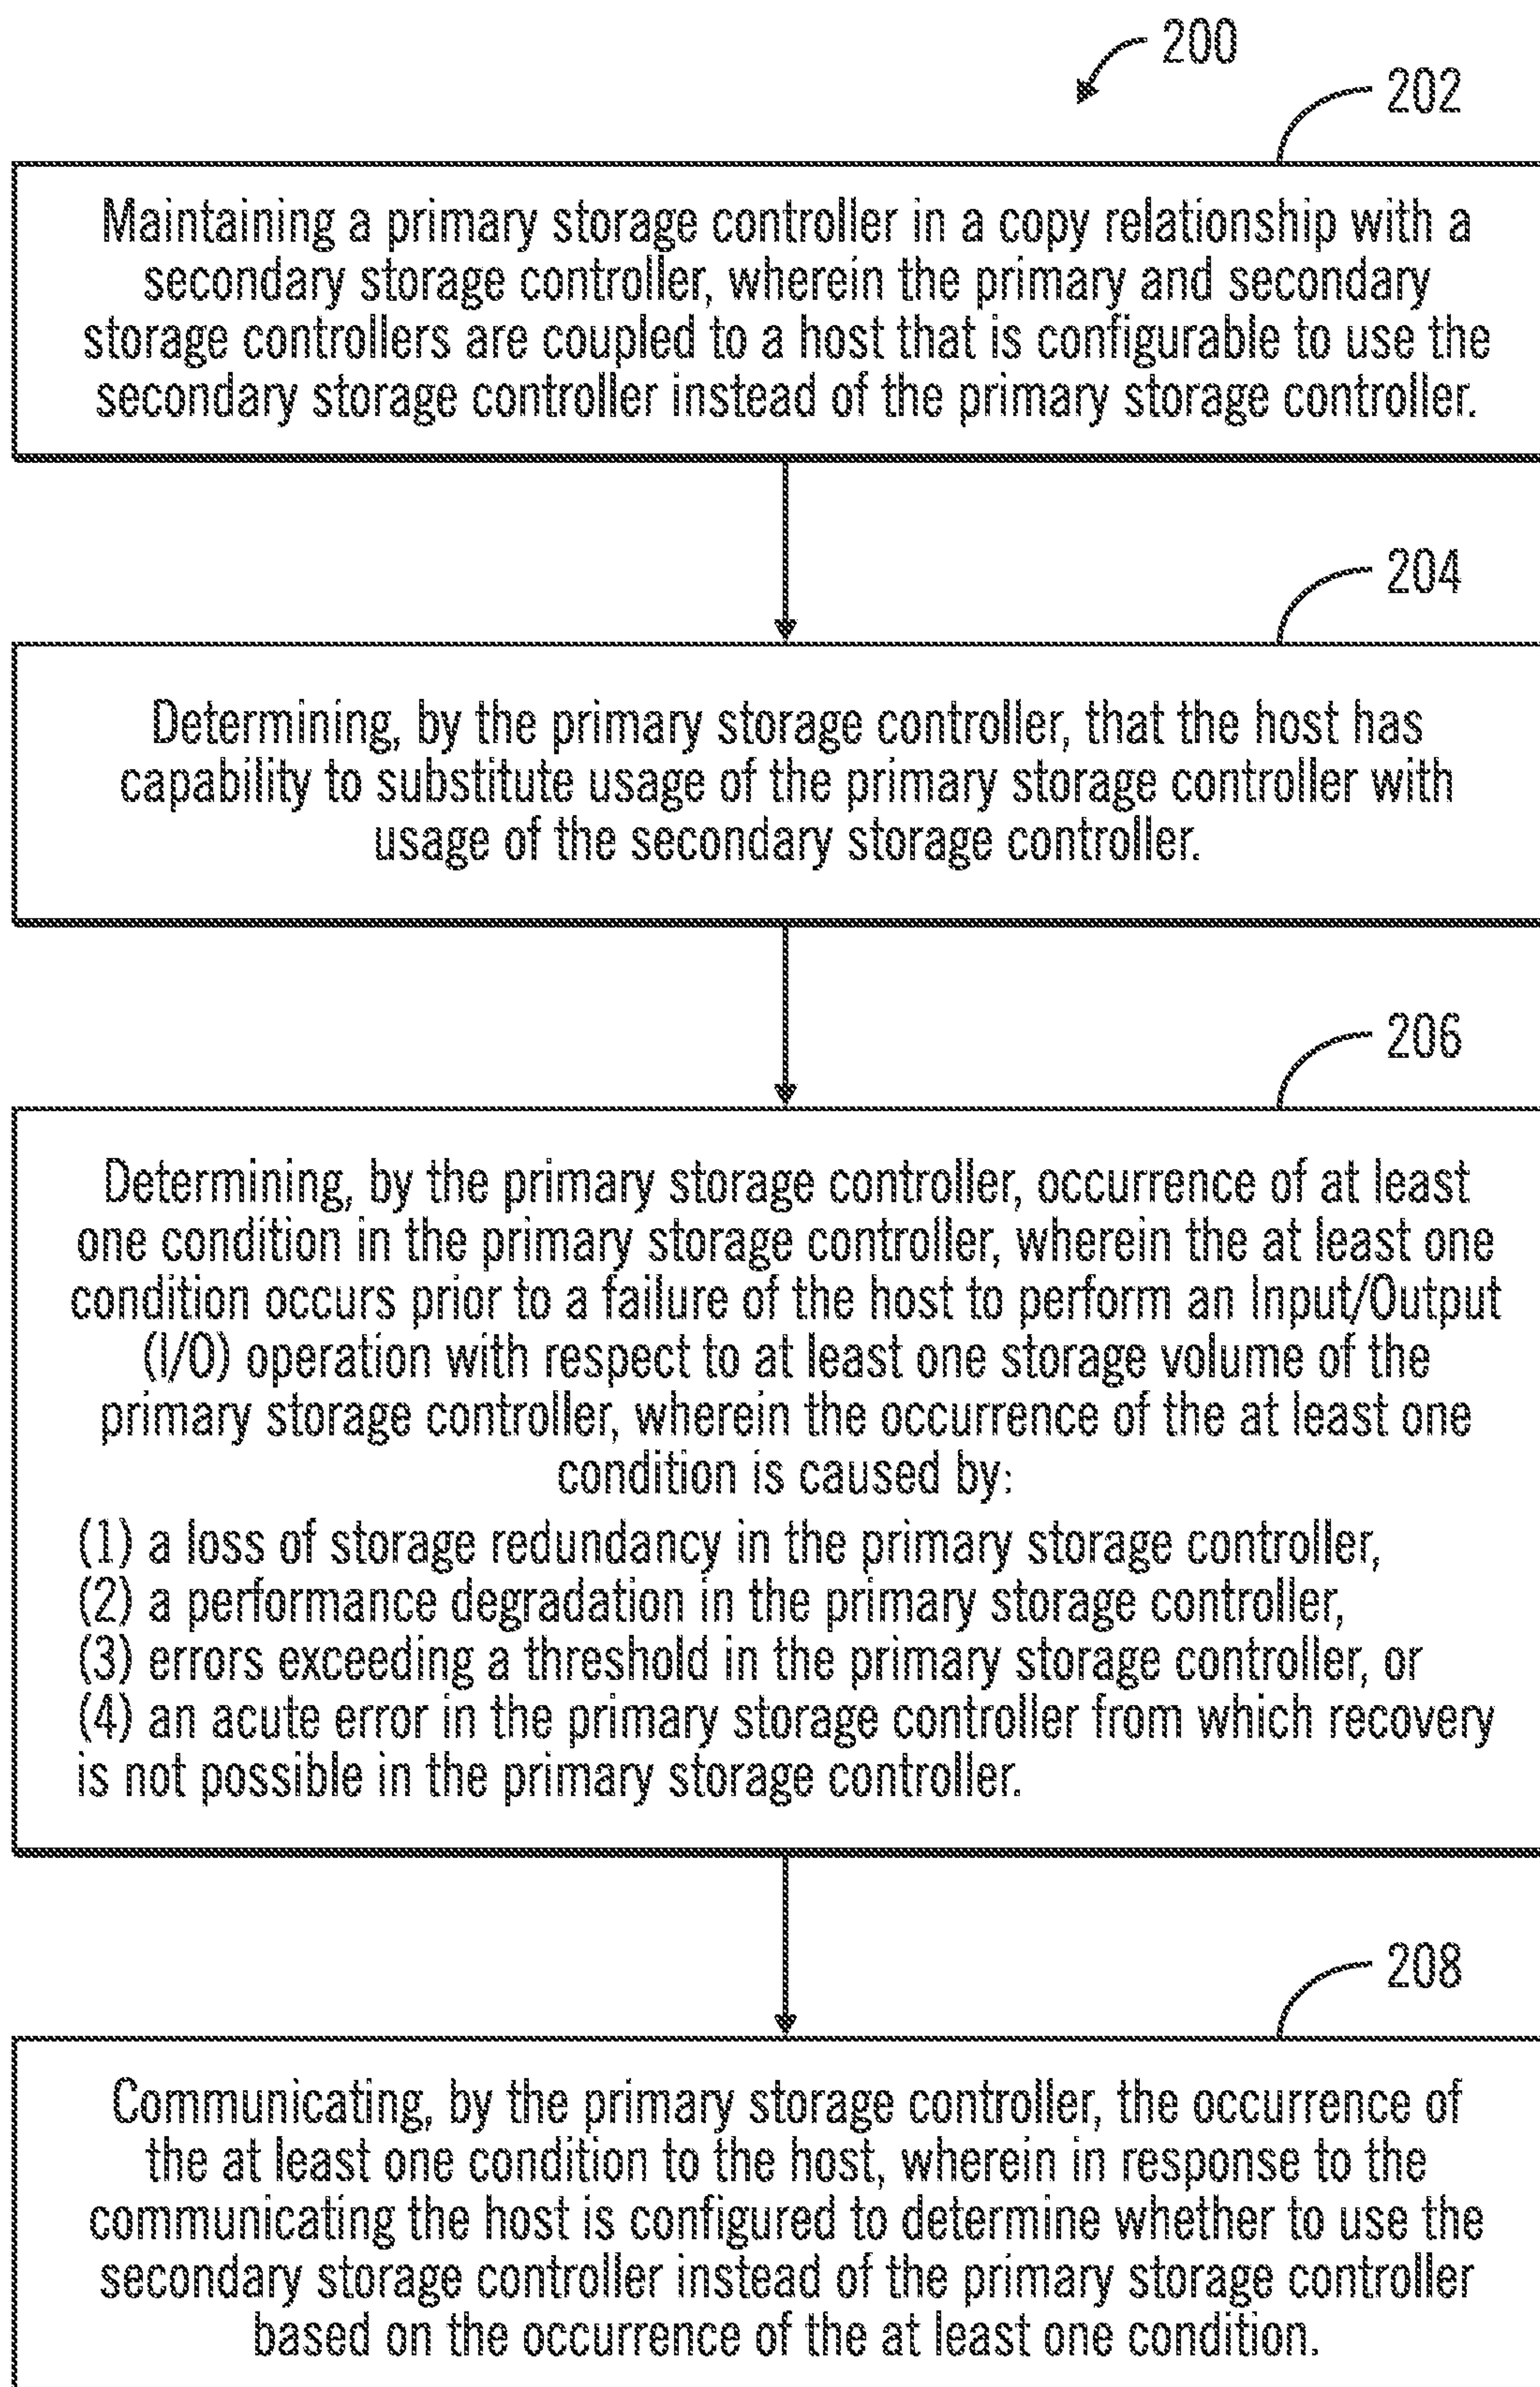 200
202
Maintaining a primary storage controller in a copy relationship with a
secondary storage controller, wherein the primary and secondary
storage controllers are coupled to a host that is configurable to use the
secondary storage controller instead of the primary storage controller.
204
Determining, by the primary storage controller, that the host has
capability to substitute usage of the primary storage controller with
usage of the secondary storage controller.
206
Determining, by the primary storage controller, occurrence of at least
one condition in the primary storage controller, wherein the at least one
condition occurs prior to a failure of the host to perform an Input/Output
(I/O) operation with respect to at least one storage volume of the
primary storage controller, wherein the occurrence of the at least one
condition is caused by:
(1) a loss of storage redundancy in the primary storage controller,
(2) a performance degradation in the primary storage controller,
(3) errors exceeding a threshold in the primary storage controller, or
(4) an acute error in the primary storage controller from which recovery
is not possible in the primary storage controller.
208
Communicating, by the primary storage controller, the occurrence of
the at least one condition to the host, wherein in response to the
communicating the host is configured to determine whether to use the
secondary storage controller instead of the primary storage controller
based on the occurrence of the at least one condition.